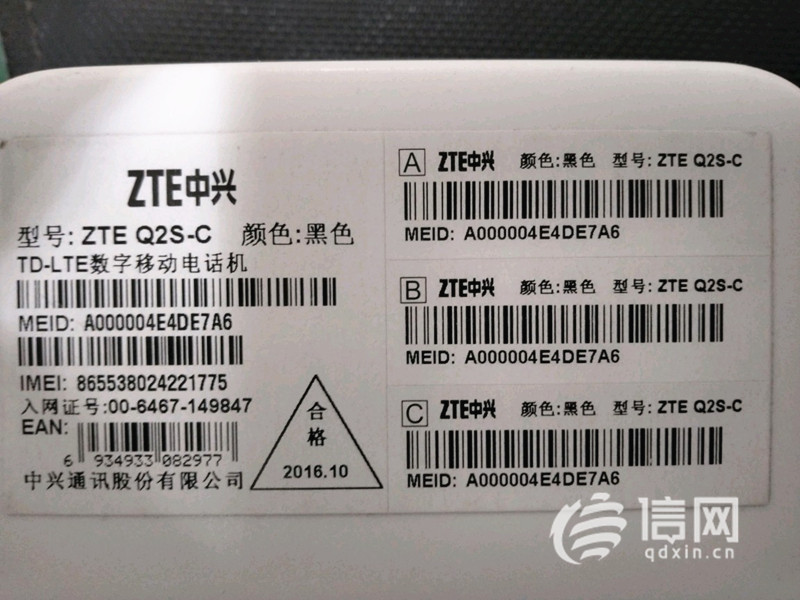 ZTE中兴
型号: ZTE Q2S-C 颜色:黑色
TD-LTE数字移动电话机
MEID: A000004E4DE7A6
IMEI: 865538024221775
入网证号:00-6467-149847
EAN:
6 934933 082977
中兴通讯股份有限公司
合
格
2016.10
A ZTE中兴 颜色:黑色 型号: ZTE Q2S-C
MEID: A000004E4DE7A6
B ZTE中兴 颜色:黑色 型号: ZTE Q2S-C
MEID: A000004E4DE7A6
C ZTE中兴 颜色:黑色 型号: ZTE Q2S-C
MEID: A000004E4DE7A6
信网
qdxin.cn